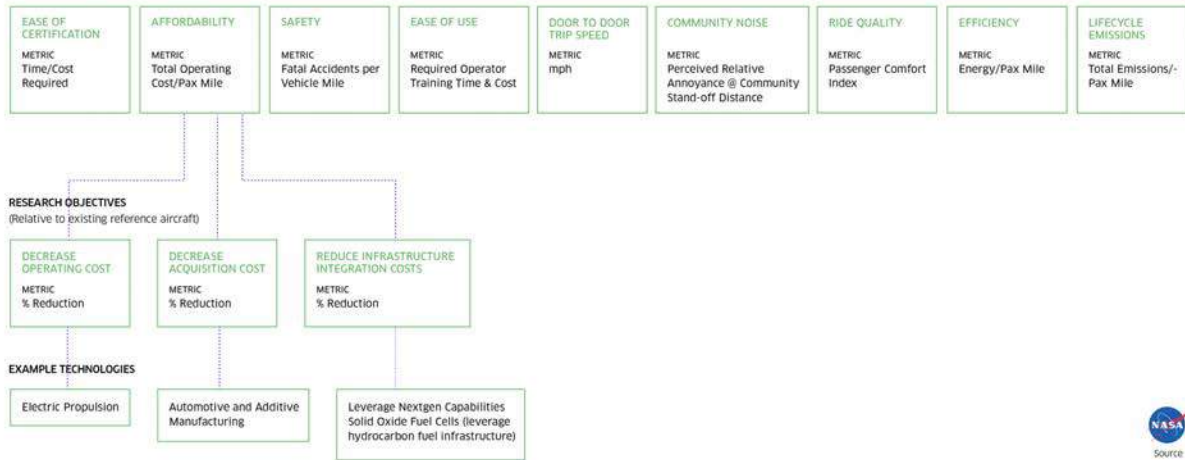 EASE OF
CERTIFICATION
METRIC
Time/Cost
Required
AFFORDABILITY
METRIC
Total Operating
Cost/Pax Mile
SAFETY
METRIC
Fatal Accidents per
Vehicle Mile
EASE OF USE
METRIC
Required Operator
Training Time & Cost
DOOR TO DOOR
TRIP SPEED
METRIC
mph
COMMUNITY NOISE
METRIC
Perceived Relative
Annoyance @ Community
Stand-off Distance
RIDE QUALITY
METRIC
Passenger Comfort
Index
EFFICIENCY
METRIC
Energy/Pax Mile
LIFECYCLE
EMISSIONS
METRIC
Total Emissions/-
Pax Mile
RESEARCH OBJECTIVES
(Relative to existing reference aircraft)
DECREASE
OPERATING COST
METRIC
% Reduction
DECREASE
ACQUISITION COST
METRIC
% Reduction
REDUCE INFRASTRUCTURE
INTEGRATION COSTS
METRIC
% Reduction
EXAMPLE TECHNOLOGIES
Electric Propulsion
Automotive and Additive
Manufacturing
Leverage Nextgen Capabilities
Solid Oxide Fuel Cells (leverage
hydrocarbon fuel infrastructure)
NASA
Source